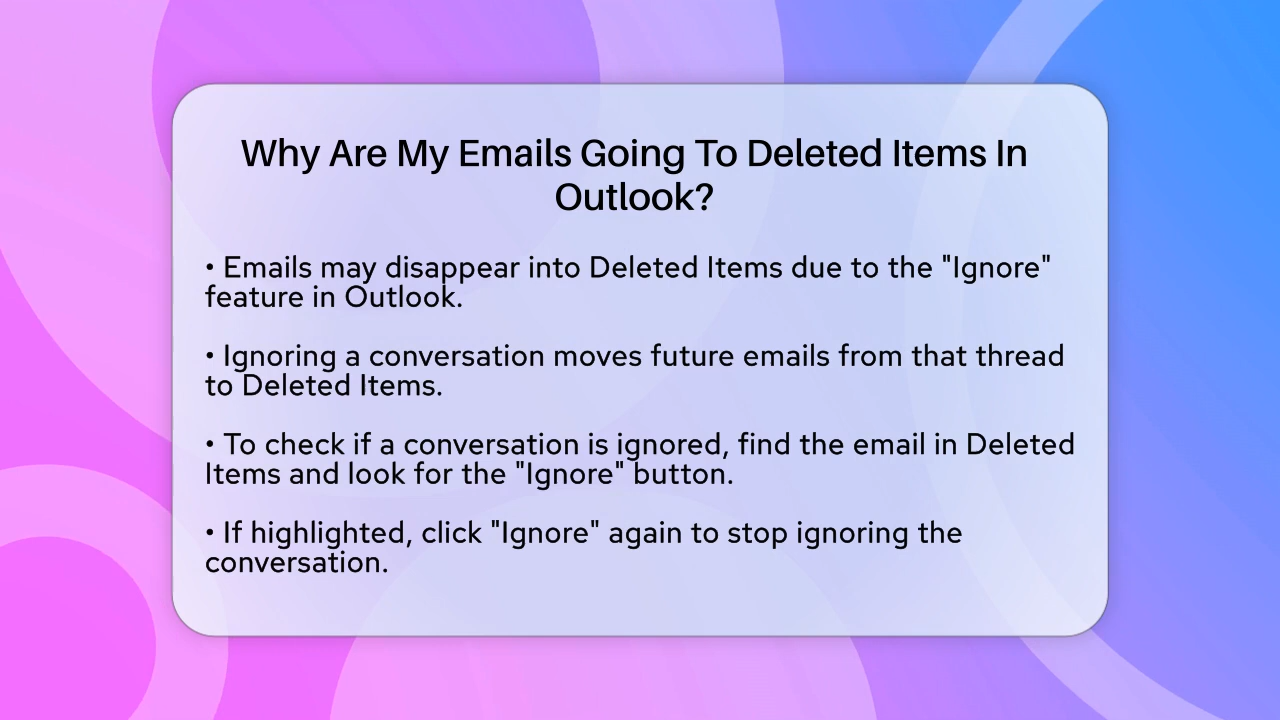 Why Are My Emails Going To Deleted Items In
Outlook?
• Emails may disappear into Deleted Items due to the "Ignore"
feature in Outlook.
• Ignoring a conversation moves future emails from that thread
to Deleted Items.
• To check if a conversation is ignored, find the email in Deleted
Items and look for the "Ignore" button.
• If highlighted, click "Ignore" again to stop ignoring the
conversation.